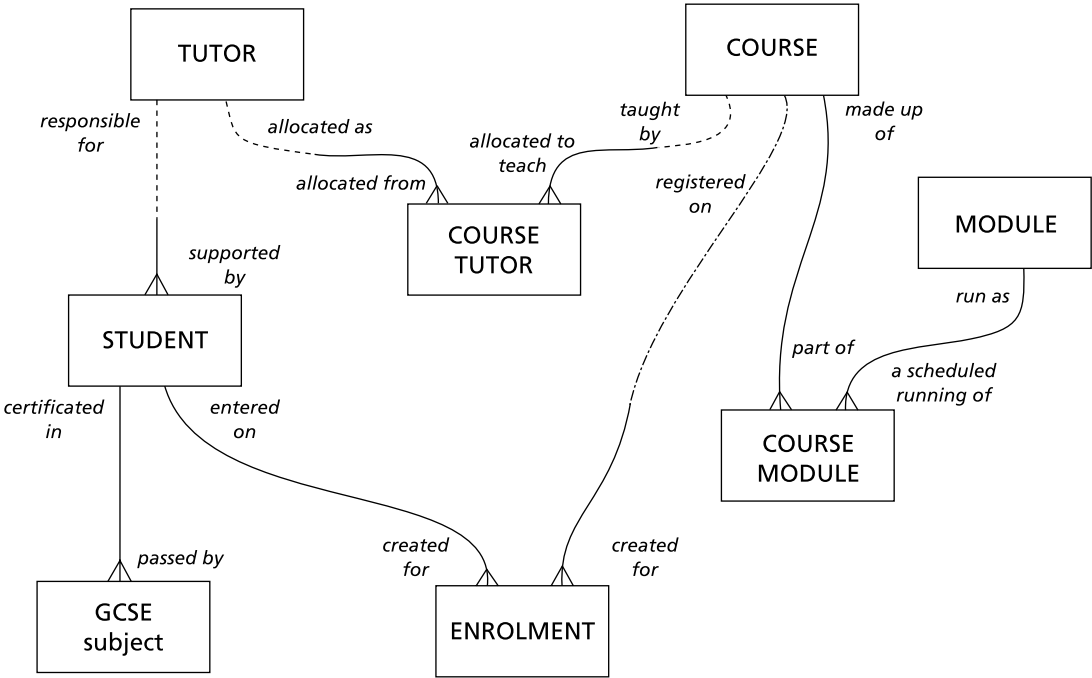 TUTOR
COURSE
responsible
for
allocated as
taught
by
made up
of
allocated to
teach
allocated from
registered
on
COURSE
TUTOR
MODULE
supported
by
run as
STUDENT
part of
a scheduled
running of
certificated
in
entered
on
COURSE
MODULE
passed by
created
for
created
for
GCSE
subject
ENROLMENT